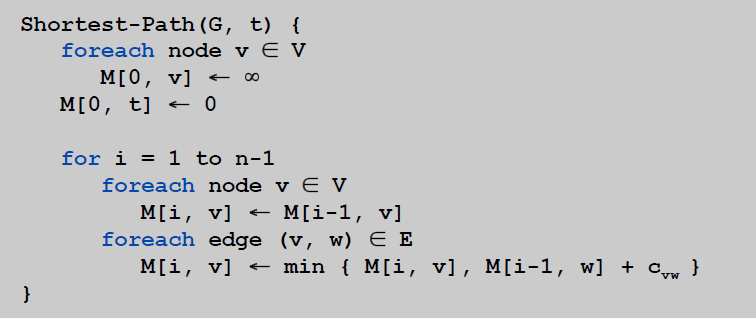 Shortest-Path(G, t) {
foreach node v ∈ V
M[0, v] ← ∞
M[0, t] ← 0
for i = 1 to n-1
foreach node v ∈ V
M[i, v] ← M[i-1, v]
foreach edge (v, w) ∈ E
M[i, v] ← min { M[i, v], M[i-1, w] + c_vw }
}